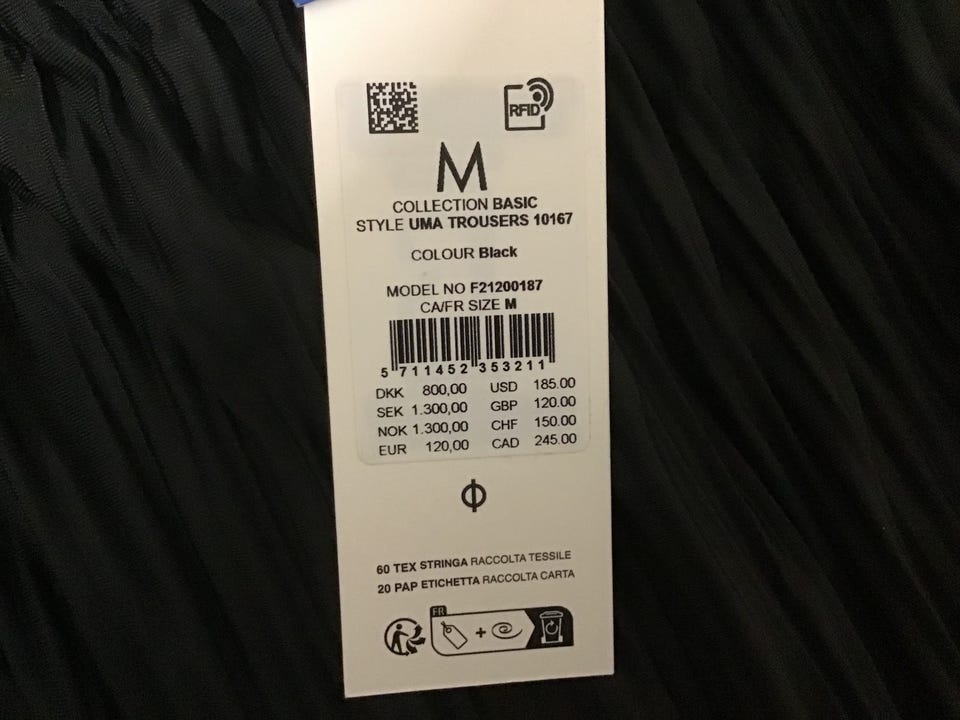 RFID
M
COLLECTION BASIC
STYLE UMA TROUSERS 10167
COLOUR Black
MODEL NO F21200187
CA/FR SIZE M
5 711452 353211
DKK 800,00 USD 185.00
SEK 1.300,00 GBP 120.00
NOK 1.300,00 CHF 150.00
EUR 120,00 CAD 245.00
60 TEX STRINGA RACCOLTA TESSILE
20 PAP ETICHETTA RACCOLTA CARTA
FR
+